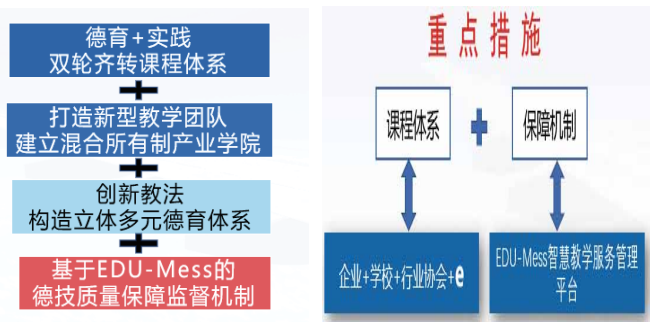 德育+实践
双轮齐转课程体系
打造新型教学团队
建立混合所有制产业学院
创新教法
构造立体多元德育体系
基于EDU-Mess的
德技质量保障监督机制
重点措施
课程体系
保障机制
企业+学校+行业协会+e
EDU-Mess智慧教学服务管理
平台